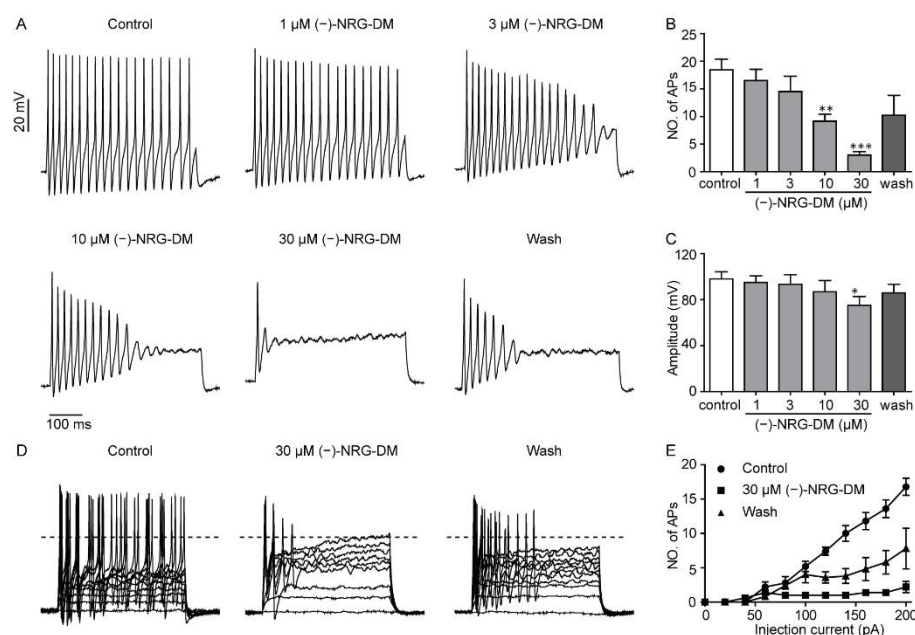 A
Control
1 μM (−)-NRG-DM
3 μM (−)-NRG-DM
20 mV
10 μM (−)-NRG-DM
30 μM (−)-NRG-DM
Wash
100 ms
B
NO. of APs
25
20
15
10
5
0
**
***
control 1 3 10 30 wash
(−)-NRG-DM (μM)
C
Amplitude (mV)
120
80
40
0
*
control 1 3 10 30 wash
(−)-NRG-DM (μM)
D
Control
30 μM (−)-NRG-DM
Wash
E
NO. of APs
20
15
10
5
0
Control
30 μM (−)-NRG-DM
Wash
0 50 100 150 200
Injection current (pA)